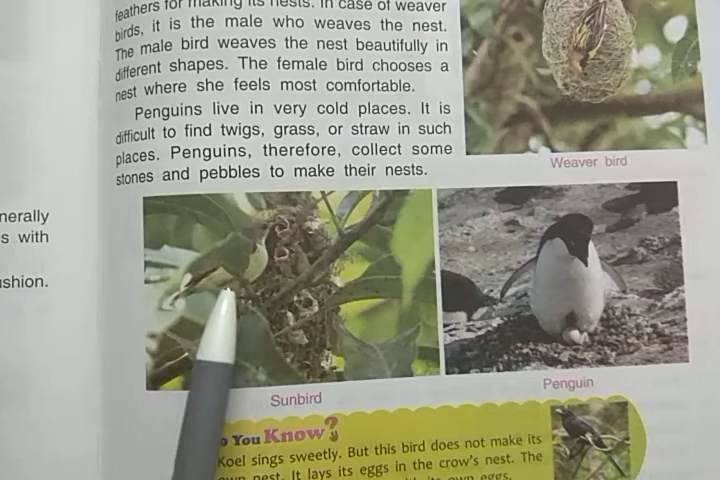 feathers for making its nests. In case of weaver
birds, it is the male who weaves the nest.
The male bird weaves the nest beautifully in
different shapes. The female bird chooses a
nest where she feels most comfortable.
Penguins live in very cold places. It is
difficult to find twigs, grass, or straw in such
places. Penguins, therefore, collect some
stones and pebbles to make their nests.
Weaver bird
nerally
s with
shion.
Sunbird
Penguin
o You Know?
Koel sings sweetly. But this bird does not make its
own nest. It lays its eggs in the crow's nest. The
its own eggs.